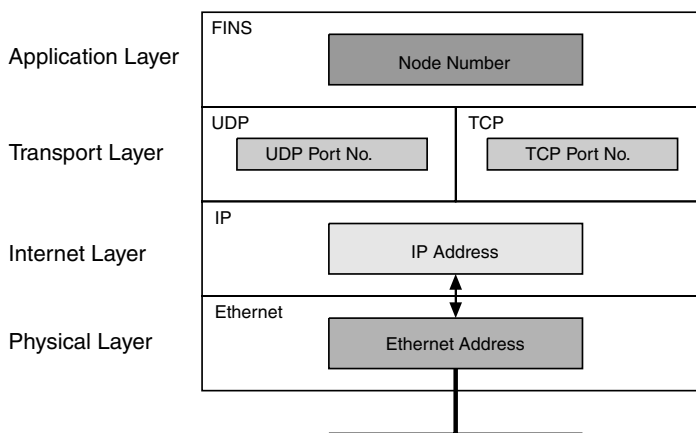 FINS
Application Layer
Node Number
UDP
TCP
Transport Layer
UDP Port No.
TCP Port No.
IP
Internet Layer
IP Address
Ethernet
Physical Layer
Ethernet Address